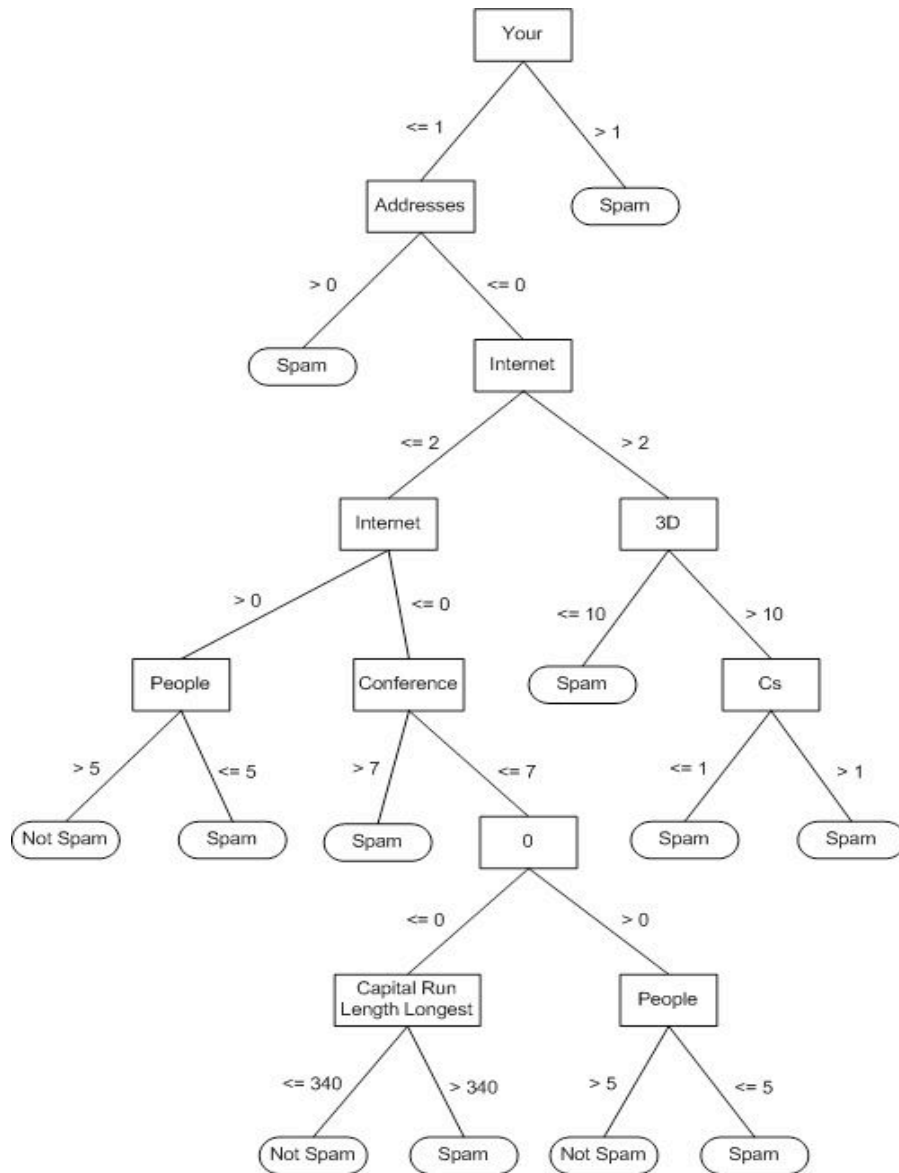 Your
<= 1
> 1
Addresses
Spam
> 0
<= 0
Spam
Internet
<= 2
> 2
Internet
3D
> 0
<= 0
<= 10
> 10
People
Conference
Spam
Cs
> 5
<= 5
> 7
<= 7
<= 1
> 1
Not Spam
Spam
Spam
0
Spam
Spam
<= 0
> 0
Capital Run
Length Longest
People
<= 340
> 340
> 5
<= 5
Not Spam
Spam
Not Spam
Spam